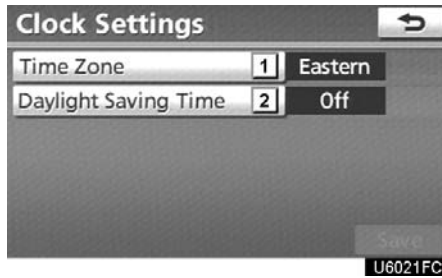 Clock Settings
Time Zone 1 Eastern
Daylight Saving Time 2 Off
Save
U6021FC